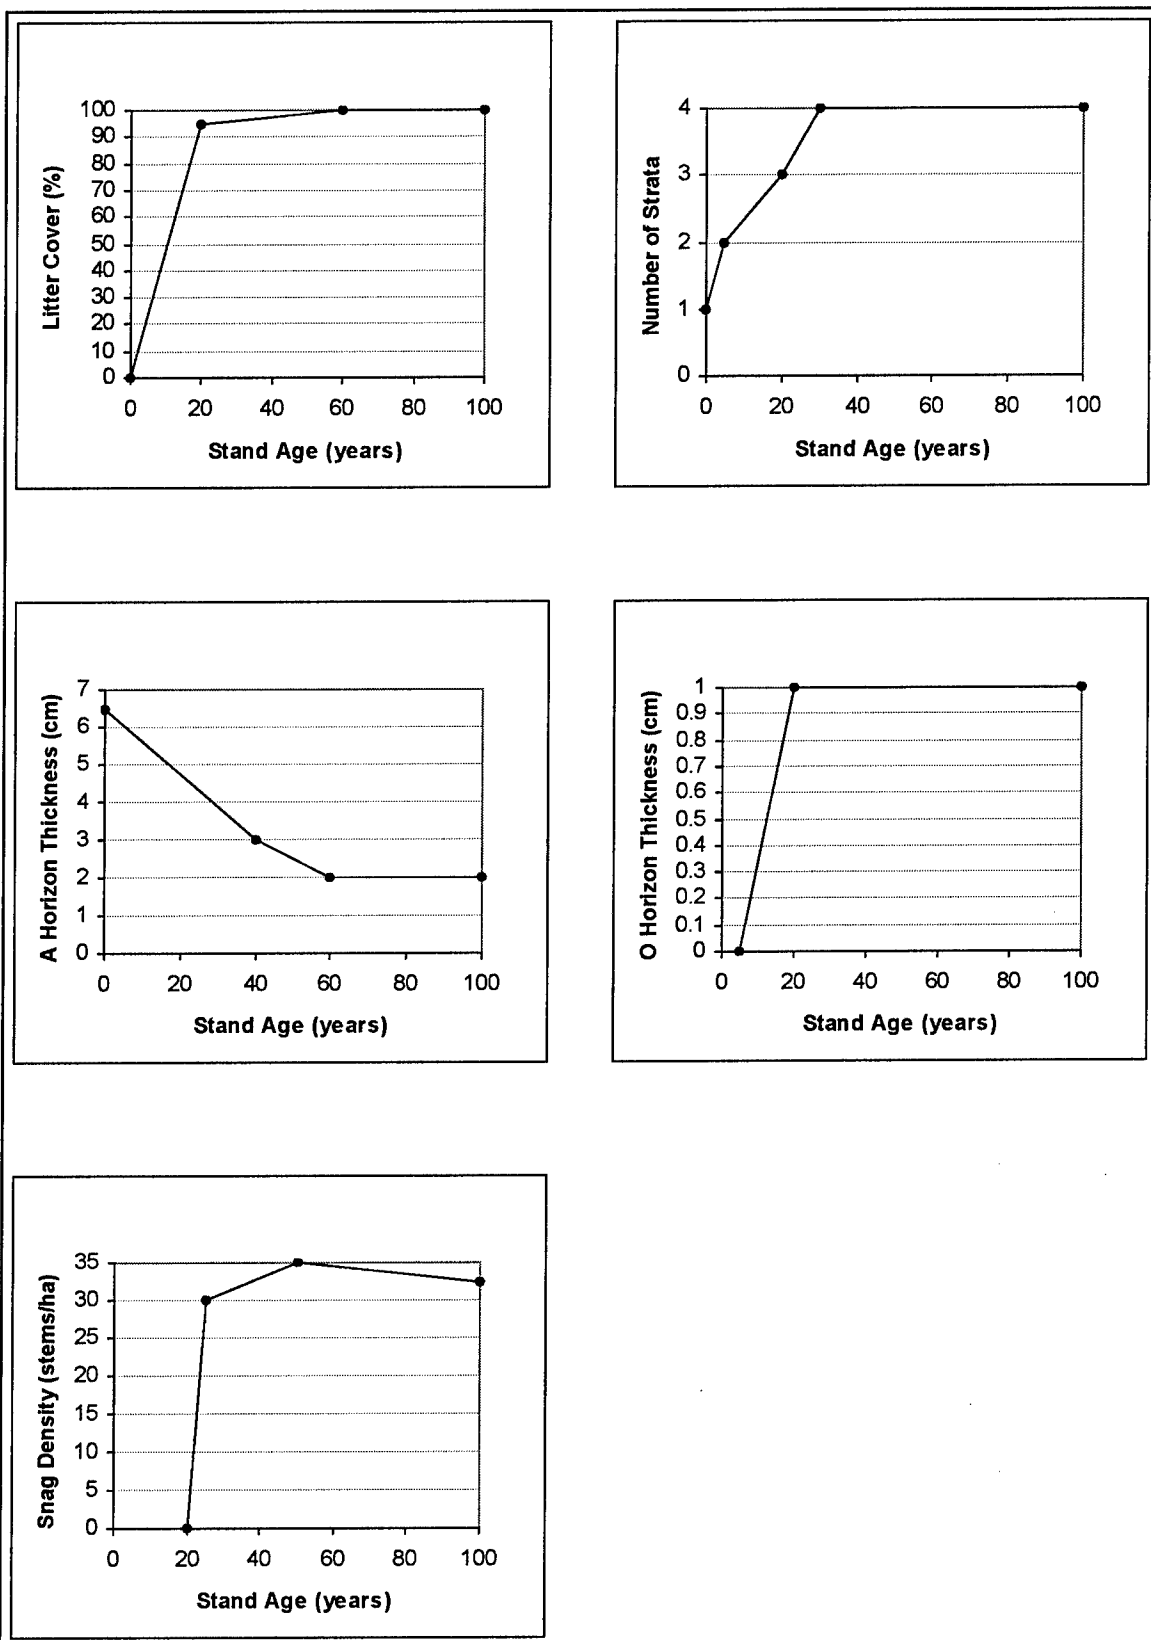 Litter Cover (%)
100
90
80
70
60
50
40
30
20
10
0
0 20 40 60 80 100
Stand Age (years)
Number of Strata
4
3
2
1
0
0 20 40 60 80 100
Stand Age (years)
A Horizon Thickness (cm)
7
6
5
4
3
2
1
0
0 20 40 60 80 100
Stand Age (years)
O Horizon Thickness (cm)
1
0.9
0.8
0.7
0.6
0.5
0.4
0.3
0.2
0.1
0
0 20 40 60 80 100
Stand Age (years)
Snag Density (stems/ha)
35
30
25
20
15
10
5
0
0 20 40 60 80 100
Stand Age (years)